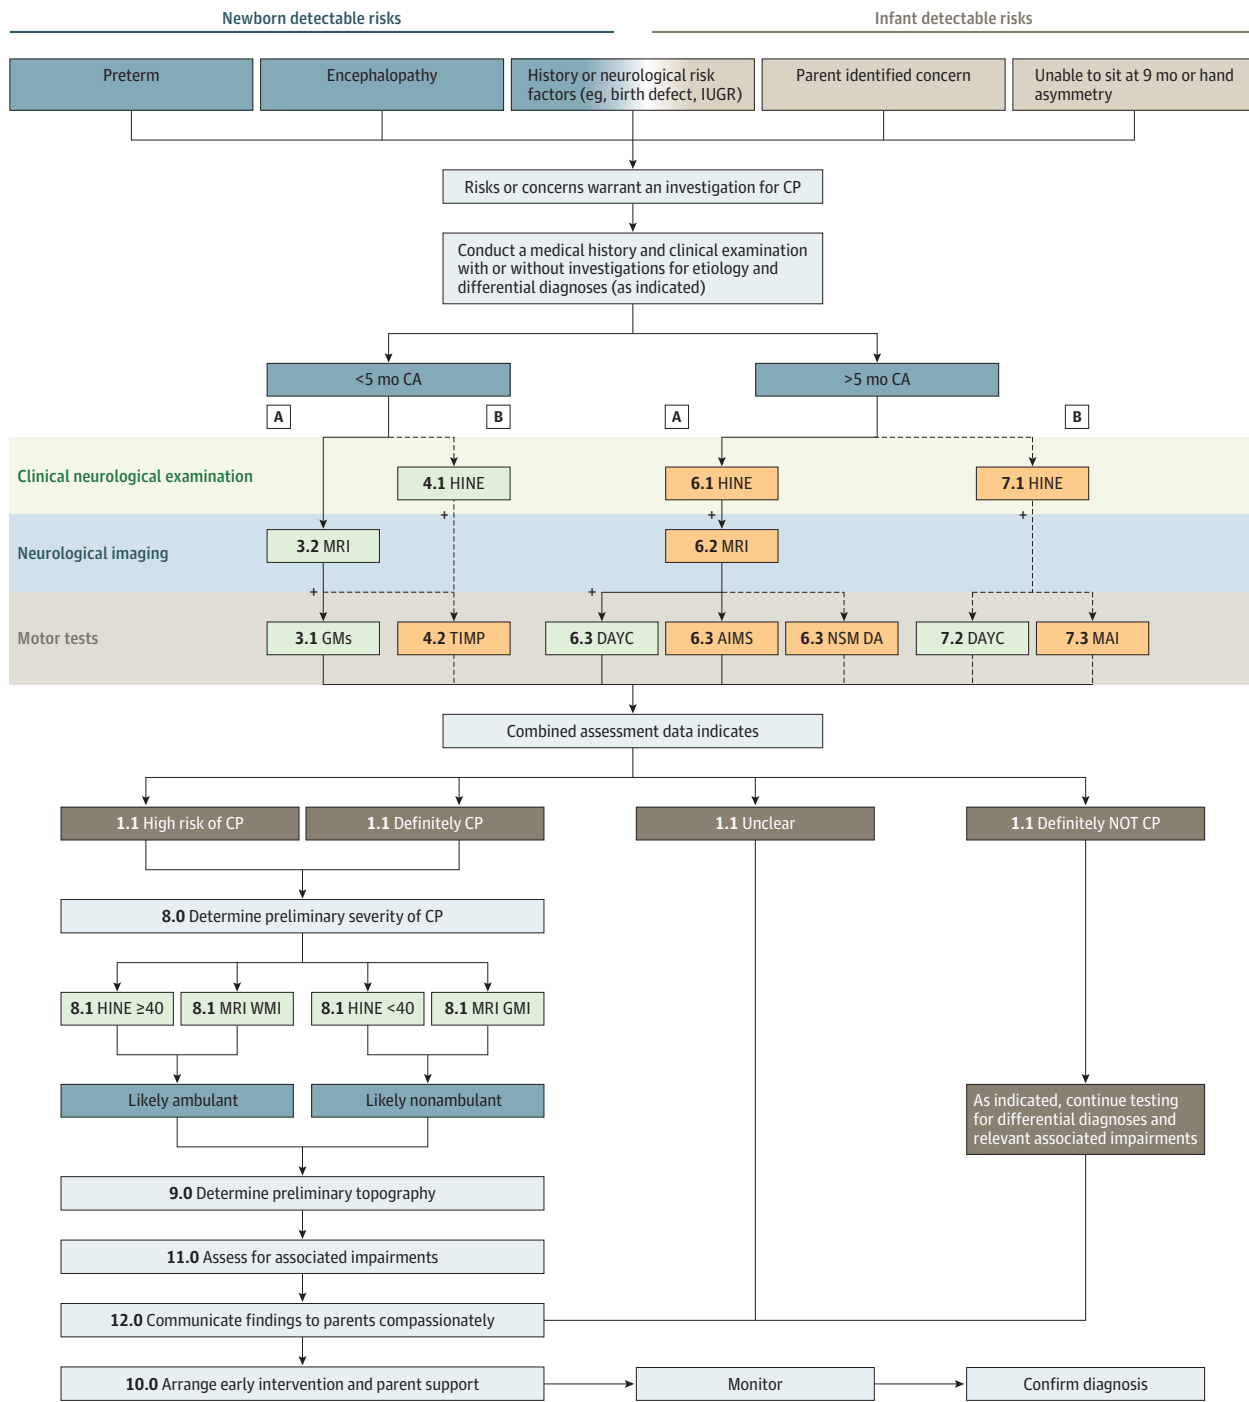 Newborn detectable risks
Infant detectable risks
Preterm
Encephalopathy
History or neurological risk
factors (eg, birth defect, IUGR)
Parent identified concern
Unable to sit at 9 mo or hand
asymmetry
Risks or concerns warrant an investigation for CP
Conduct a medical history and clinical examination
with or without investigations for etiology and
differential diagnoses (as indicated)
<5 mo CA
>5 mo CA
A
B
A
B
Clinical neurological examination
4.1 HINE
6.1 HINE
7.1 HINE
+
+
+
Neurological imaging
3.2 MRI
6.2 MRI
+
+
Motor tests
3.1 GMs
4.2 TIMP
6.3 DAYC
6.3 AIMS
6.3 NSM DA
7.2 DAYC
7.3 MAI
Combined assessment data indicates
1.1 High risk of CP
1.1 Definitely CP
1.1 Unclear
1.1 Definitely NOT CP
8.0 Determine preliminary severity of CP
8.1 HINE ≥40
8.1 MRI WMI
8.1 HINE <40
8.1 MRI GMI
Likely ambulant
Likely nonambulant
As indicated, continue testing
for differential diagnoses and
relevant associated impairments
9.0 Determine preliminary topography
11.0 Assess for associated impairments
12.0 Communicate findings to parents compassionately
10.0 Arrange early intervention and parent support
Monitor
Confirm diagnosis